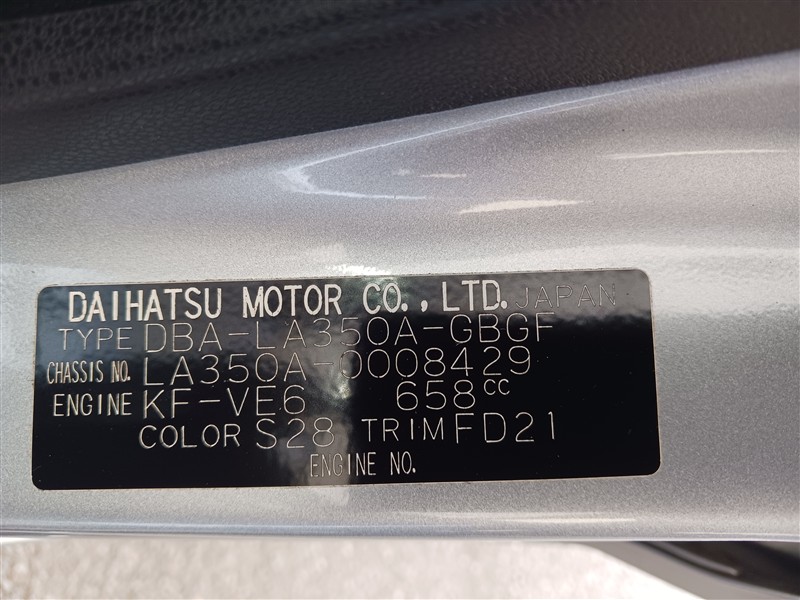 DAIHATSU MOTOR CO., LTD. JAPAN
TYPE DBA-LA350A-GBGF
CHASSIS NO. LA350A-0008429
ENGINE KF-VE6 658CC
COLOR S28 TRIM FD21
ENGINE NO.